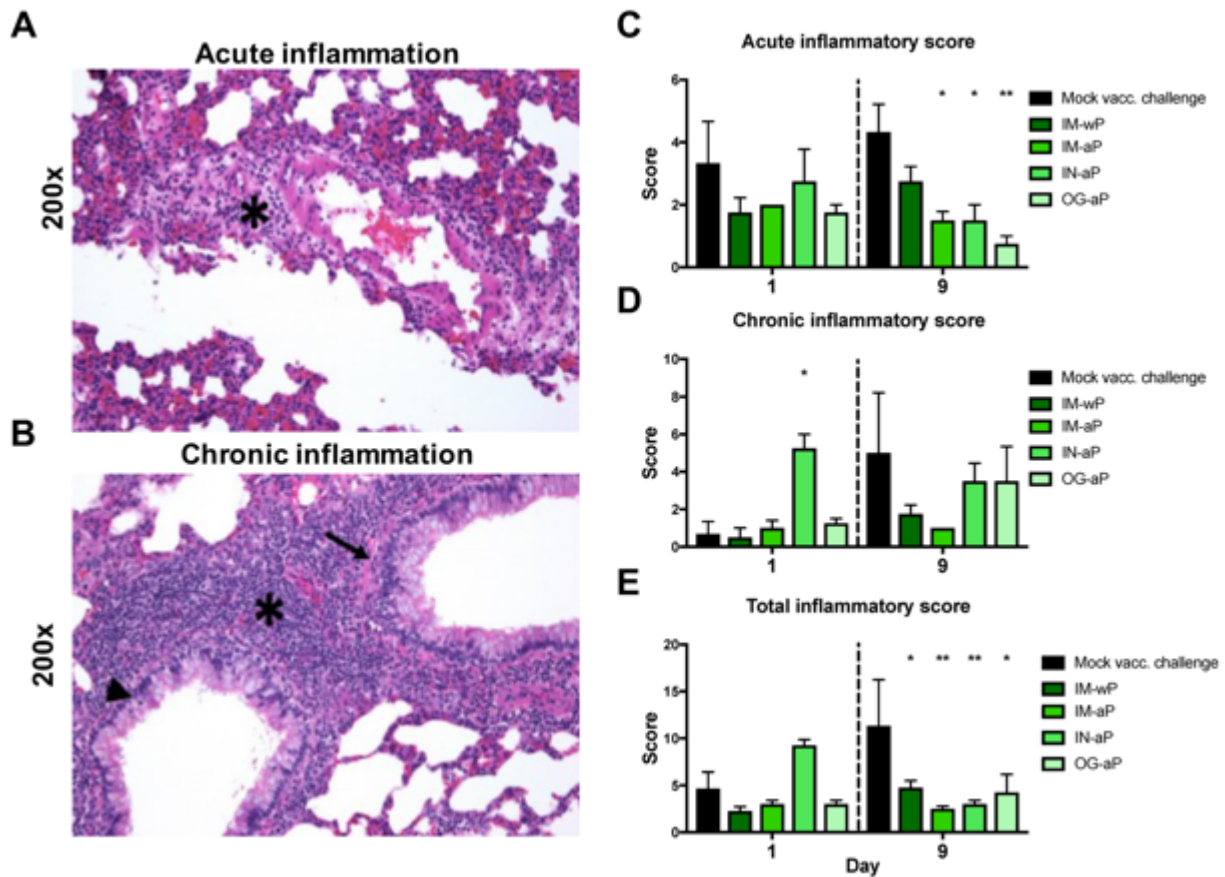 A
Acute inflammation
200x
*
B
Chronic inflammation
200x
*
C
Acute inflammatory score
Score
6
4
2
0
* * **
1 9
Mock vacc. challenge
IM-wP
IM-aP
IN-aP
OG-aP
D
Chronic inflammatory score
Score
10
8
6
4
2
0
*
1 9
Mock vacc. challenge
IM-wP
IM-aP
IN-aP
OG-aP
E
Total inflammatory score
Score
20
15
10
5
0
* ** ** *
1 9
Day
Mock vacc. challenge
IM-wP
IM-aP
IN-aP
OG-aP